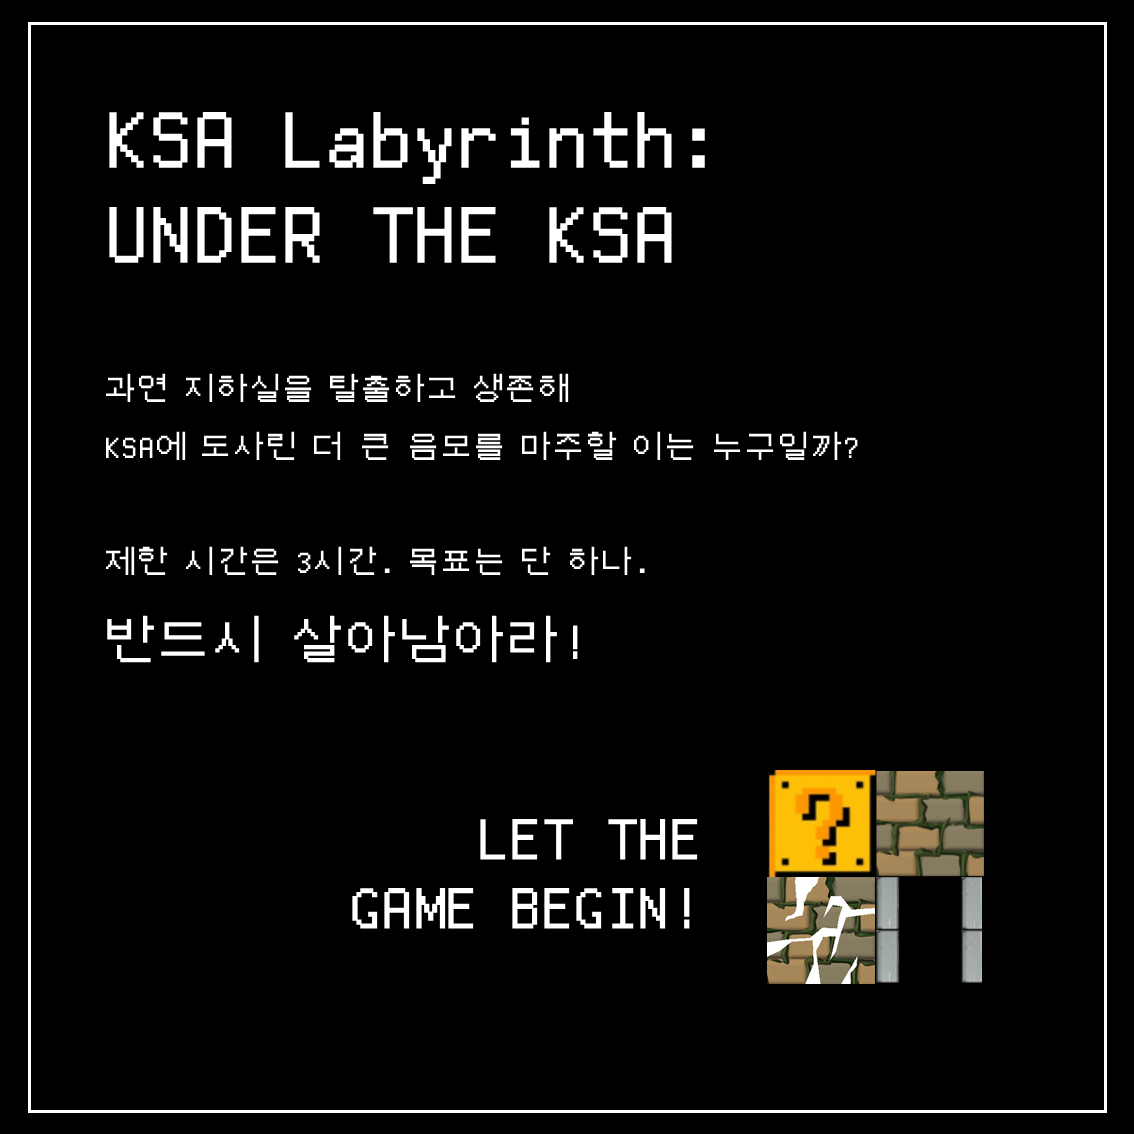 KSA Labyrinth:
UNDER THE KSA
과연 지하실을 탈출하고 생존해
KSA에 도사린 더 큰 음모를 마주할 이는 누구일까?
제한 시간은 3시간. 목표는 단 하나.
반드시 살아남아라!
LET THE
GAME BEGIN!
?